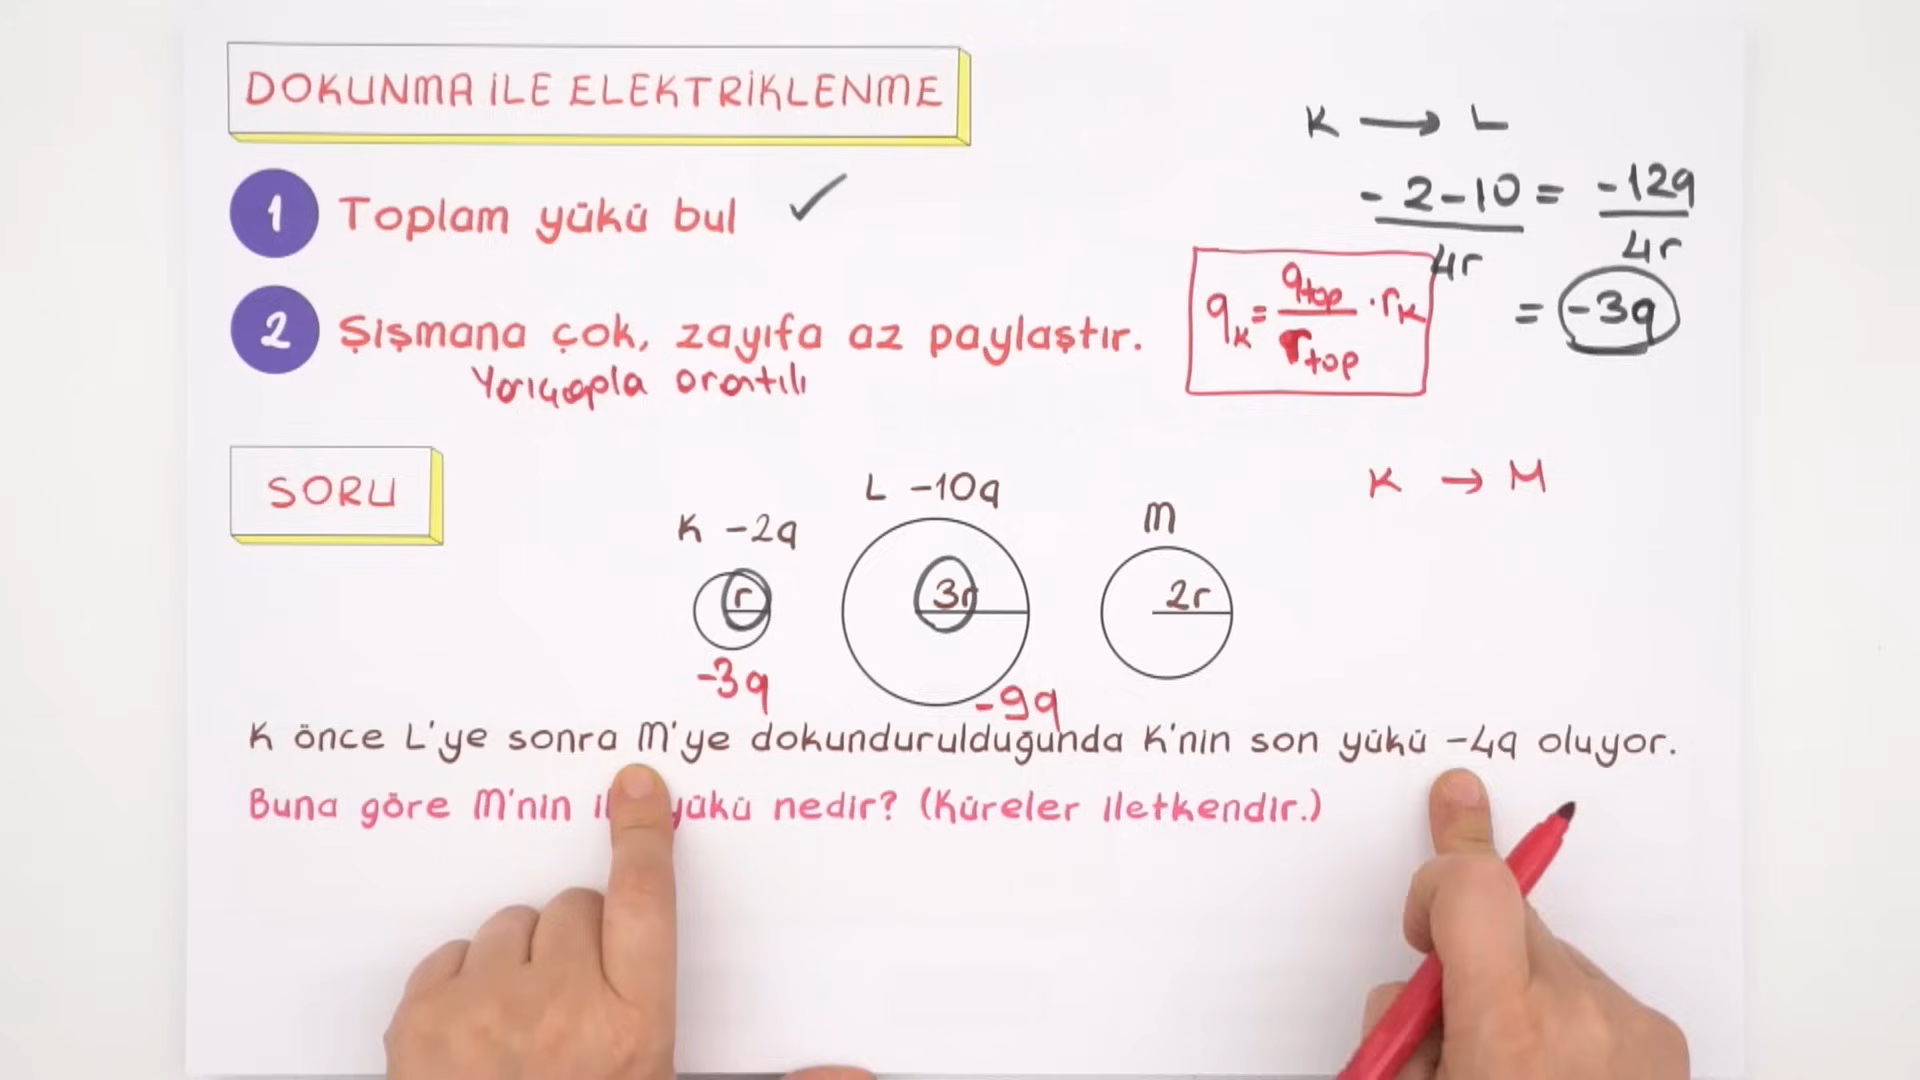 DOKUNMA İLE ELEKTRİKLENME
1 Toplam yükü bul ✓
2 Şişmana çok, zayıfa az paylaştır.
Yarıçapla orantılı
K → L
-2-10 = -12q
4r 4r
= -3q
qK = qtop / rtop · rK
SORU
K -2q
L -10q
M
r
3r
2r
K → M
-3q
-9q
K önce L'ye sonra M'ye dokundurulduğunda K'nin son yükü -4q oluyor.
Buna göre M'nin yükü nedir? (Küreler iletkendir.)